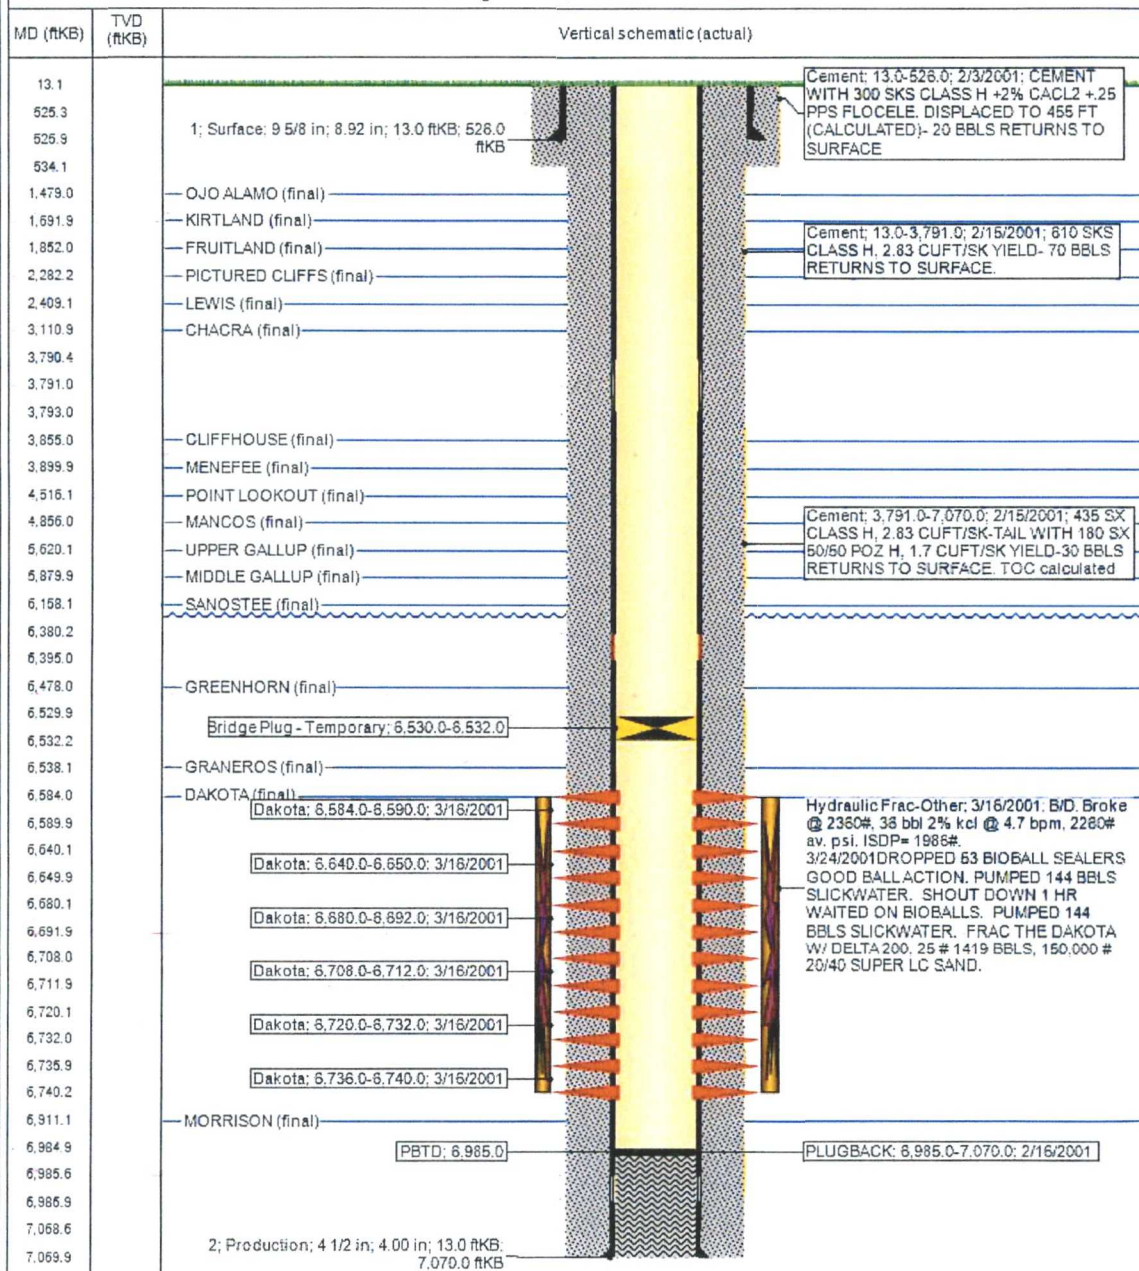 MD (ftKB)
TVD
(ftKB)
Vertical schematic (actual)
13.1
525.3
525.9
534.1
1,479.0
1,691.9
1,852.0
2,282.2
2,409.1
3,110.9
3,790.4
3,791.0
3,793.0
3,855.0
3,899.9
4,516.1
4,856.0
5,620.1
5,879.9
6,158.1
6,380.2
6,395.0
6,478.0
6,529.9
6,532.2
6,538.1
6,584.0
6,589.9
6,640.1
6,649.9
6,680.1
6,691.9
6,708.0
6,711.9
6,720.1
6,732.0
6,735.9
6,740.2
6,911.1
6,984.9
6,985.6
6,986.9
7,068.6
7,069.9
1; Surface; 9 5/8 in; 8.92 in; 13.0 ftKB; 526.0
ftKB
OJO ALAMO (final)
KIRTLAND (final)
FRUITLAND (final)
PICTURED CLIFFS (final)
LEWIS (final)
CHACRA (final)
CLIFFHOUSE (final)
MENEFEE (final)
POINT LOOKOUT (final)
MANCOS (final)
UPPER GALLUP (final)
MIDDLE GALLUP (final)
SANOSTEE (final)
GREENHORN (final)
Bridge Plug - Temporary; 6,530.0-6,532.0
GRANEROS (final)
DAKOTA (final)
Dakota; 6,584.0-6,590.0; 3/16/2001
Dakota; 6,640.0-6,650.0; 3/16/2001
Dakota; 6,680.0-6,692.0; 3/16/2001
Dakota; 6,708.0-6,712.0; 3/16/2001
Dakota; 6,720.0-6,732.0; 3/16/2001
Dakota; 6,736.0-6,740.0; 3/16/2001
MORRISON (final)
PBTD; 6,985.0
2; Production; 4 1/2 in; 4.00 in; 13.0 ftKB;
7,070.0 ftKB
Cement; 13.0-526.0; 2/3/2001; CEMENT
WITH 300 SKS CLASS H +2% CACL2 +.25
PPS FLOCELE. DISPLACED TO 455 FT
(CALCULATED)- 20 BBLS RETURNS TO
SURFACE
Cement; 13.0-3,791.0; 2/15/2001; 610 SKS
CLASS H, 2.83 CUFT/SK YIELD- 70 BBLS
RETURNS TO SURFACE.
Cement; 3,791.0-7,070.0; 2/15/2001; 435 SX
CLASS H, 2.83 CUFT/SK-TAIL WITH 180 SX
50/50 POZ H, 1.7 CUFT/SK YIELD-30 BBLS
RETURNS TO SURFACE. TOC calculated
Hydraulic Frac-Other; 3/16/2001; B/D. Broke
@ 2360#, 38 bbl 2% kcl @ 4.7 bpm, 2280#
av. psi. ISDP= 1986#.
3/24/2001DROPPED 53 BIOBALL SEALERS
GOOD BALL ACTION. PUMPED 144 BBLS
SLICKWATER. SHOUT DOWN 1 HR
WAITED ON BIOBALLS. PUMPED 144
BBLS SLICKWATER. FRAC THE DAKOTA
W/ DELTA 200, 25 # 1419 BBLS, 150,000 #
20/40 SUPER LC SAND.
PLUGBACK; 6,985.0-7,070.0; 2/16/2001